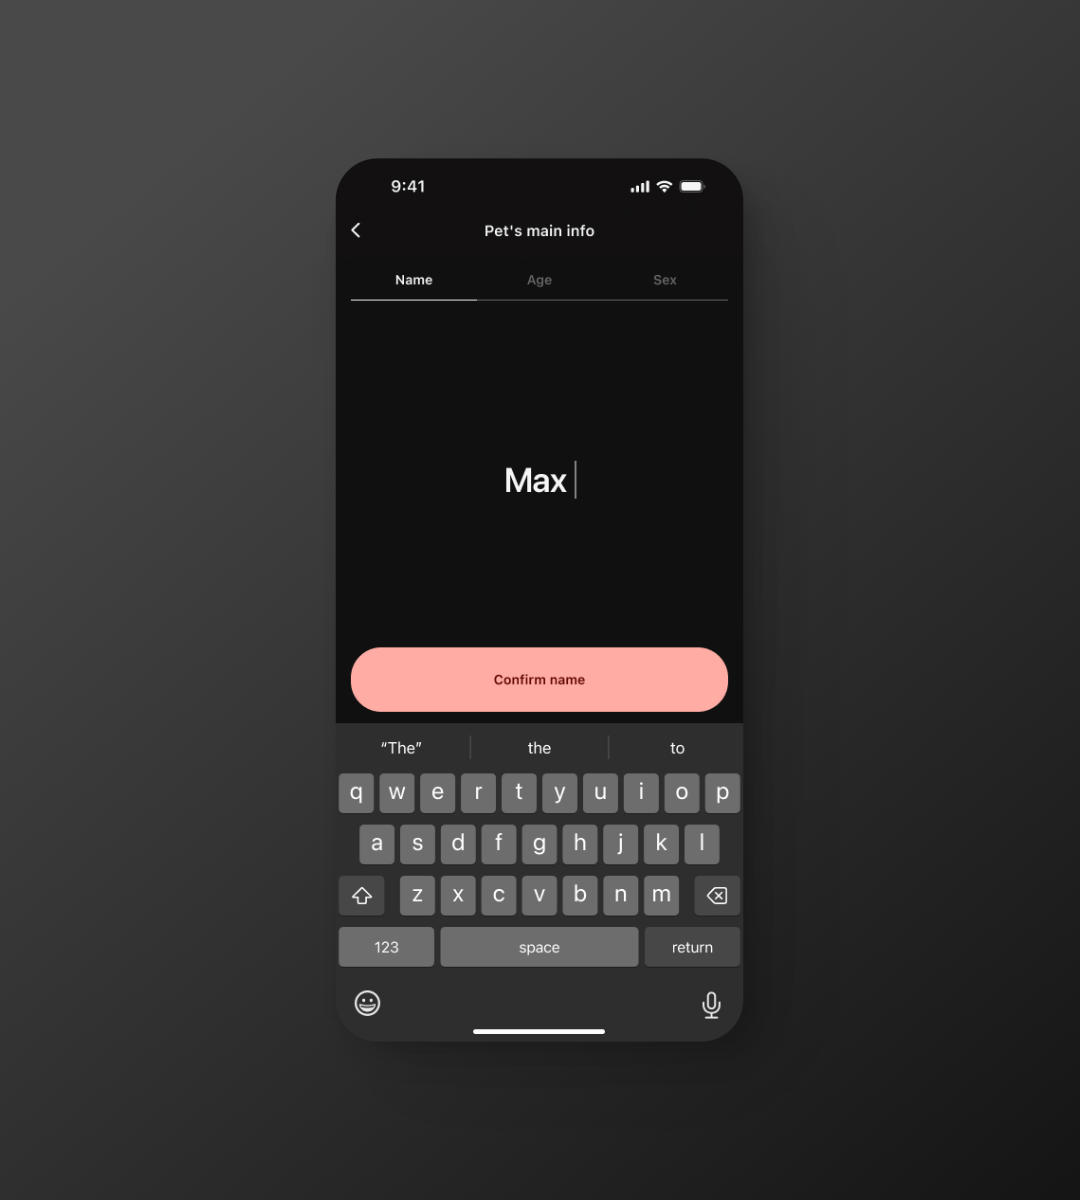 9:41
Pet's main info
Name Age Sex
Max
Confirm name
“The” the to
q w e r t y u i o p
a s d f g h j k l
z x c v b n m
123 space return